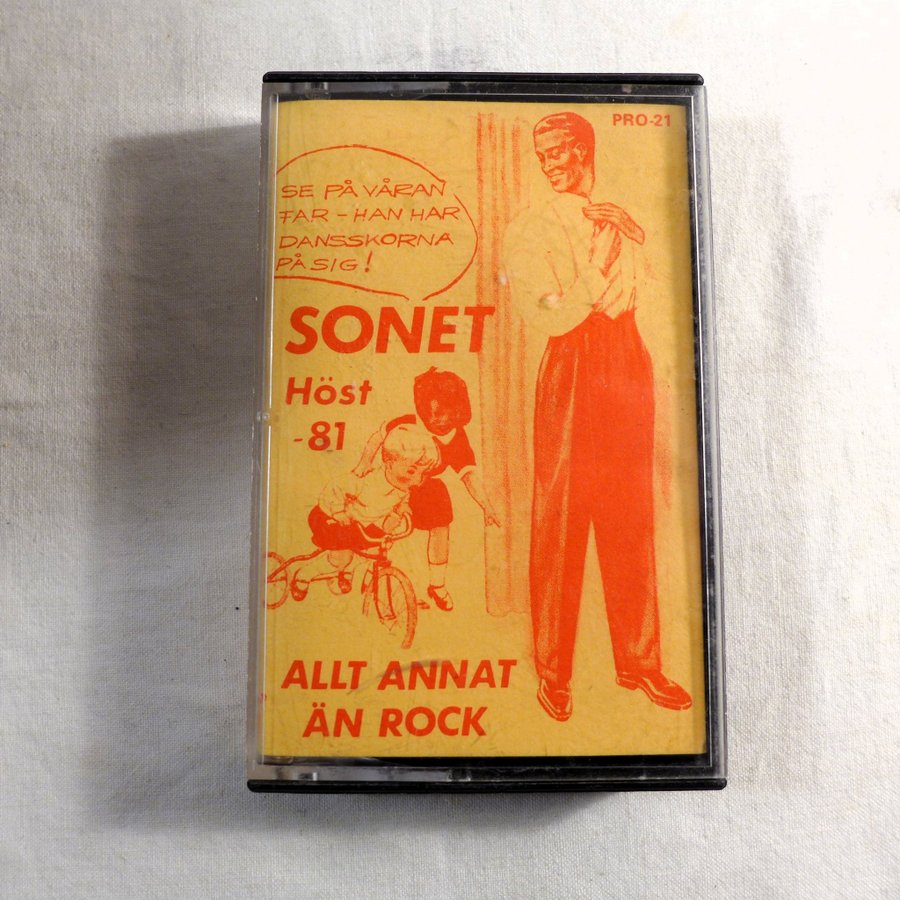 PRO-21
SE PÅ VÅRAN
FAR - HAN HAR
DANSSKORNA
PÅ SIG!
SONET
Höst
-81
ALLT ANNAT
ÄN ROCK